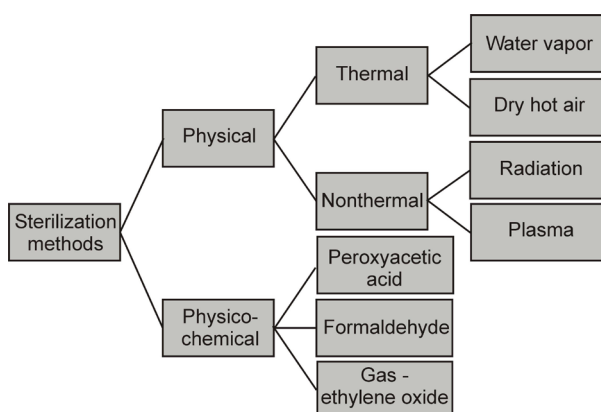 Water vapor
Thermal
Dry hot air
Physical
Radiation
Nonthermal
Plasma
Sterilization
methods
Peroxyacetic
acid
Physico-
chemical
Formaldehyde
Gas -
ethylene oxide